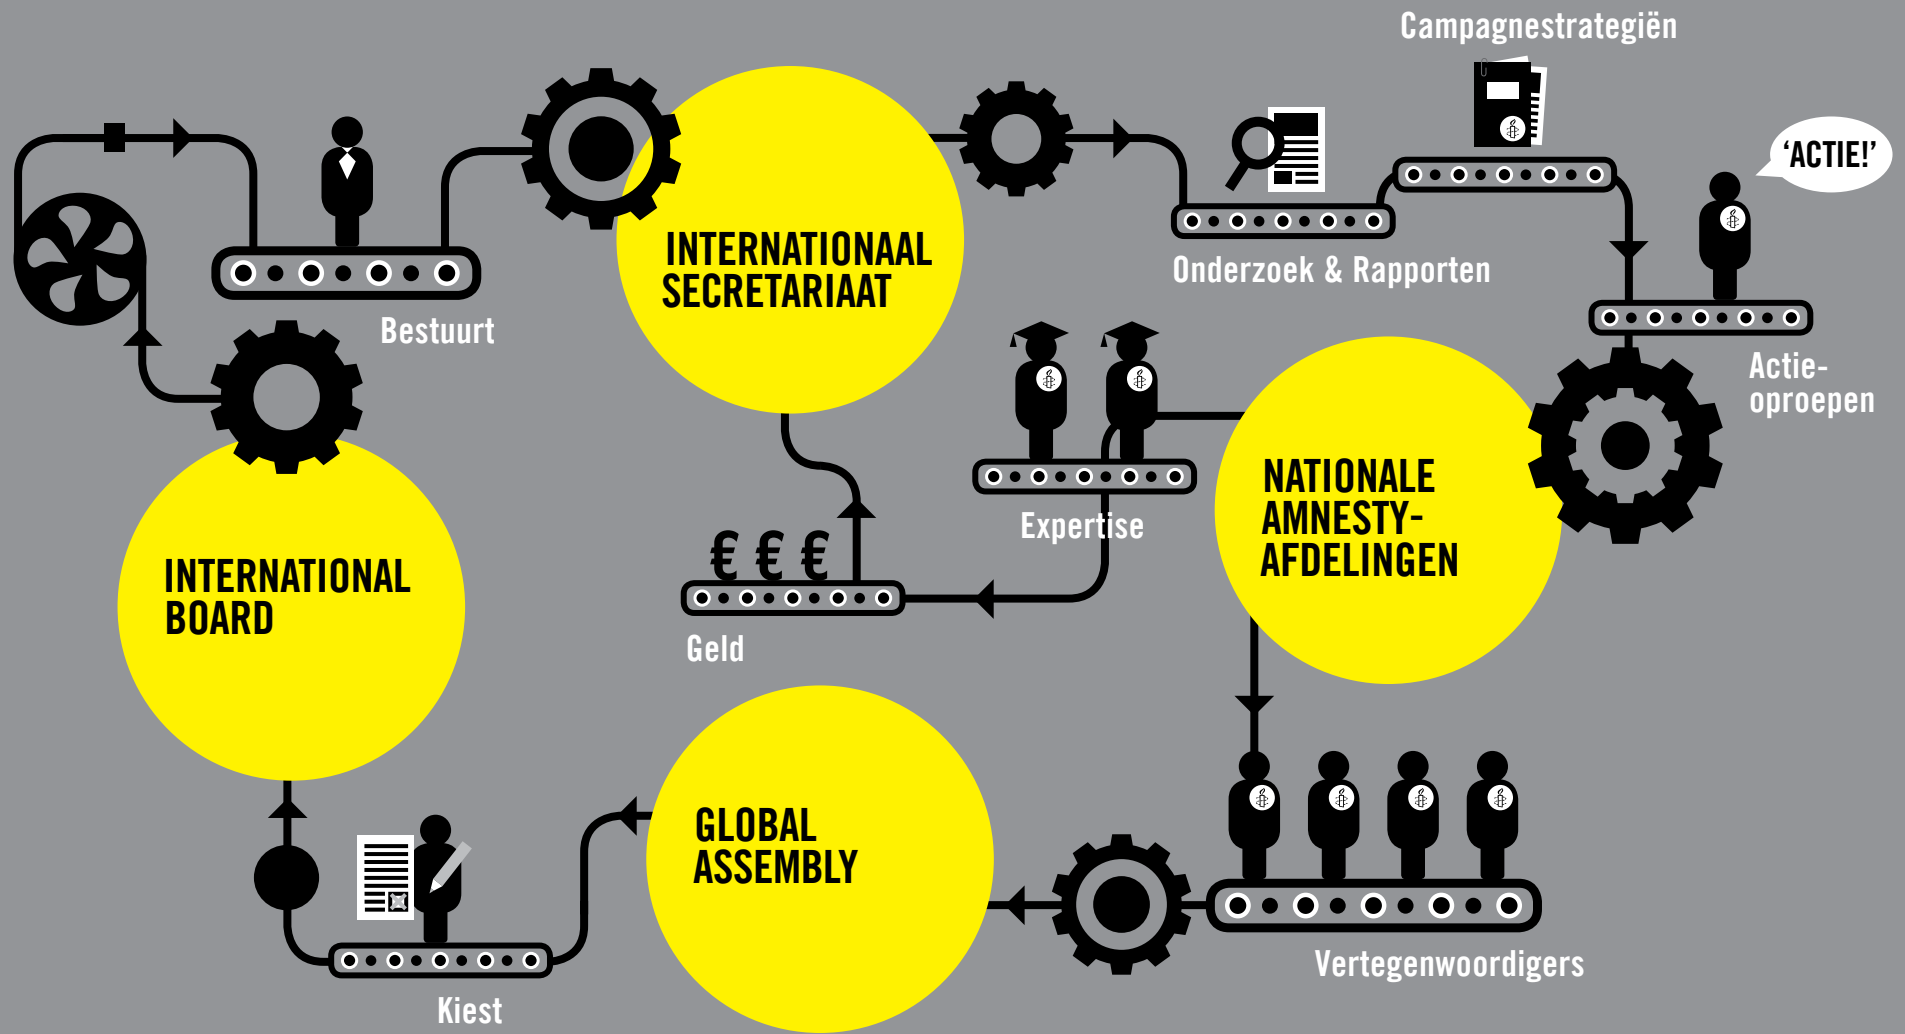 Campagnestrategiën
‘ACTIE!’
INTERNATIONAAL
SECRETARIAAT
Onderzoek & Rapporten
Bestuurt
Actie-
oproepen
NATIONALE
AMNESTY-
AFDELINGEN
Expertise
€ € €
Geld
INTERNATIONAL
BOARD
GLOBAL
ASSEMBLY
Vertegenwoordigers
Kiest